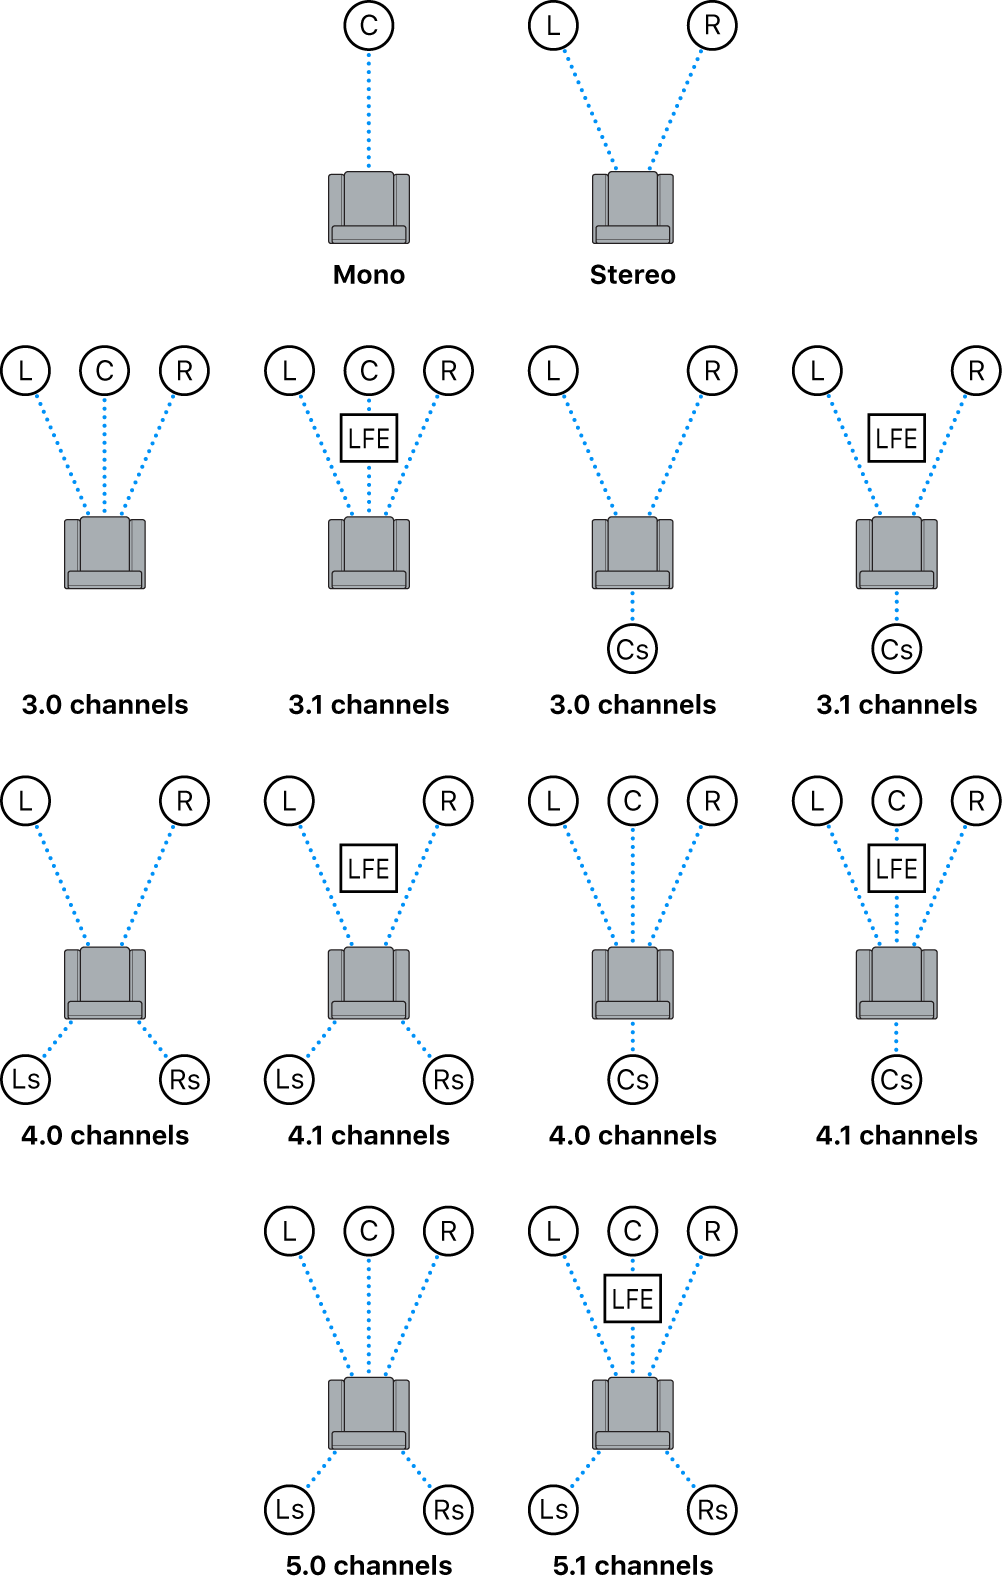 C L R
Mono Stereo
L C R L C R L R L R
LFE LFE
Cs Cs
3.0 channels 3.1 channels 3.0 channels 3.1 channels
L R L R L C R L C R
LFE LFE
Ls Rs Ls Rs Cs Cs
4.0 channels 4.1 channels 4.0 channels 4.1 channels
L C R L C R
LFE
Ls Rs Ls Rs
5.0 channels 5.1 channels